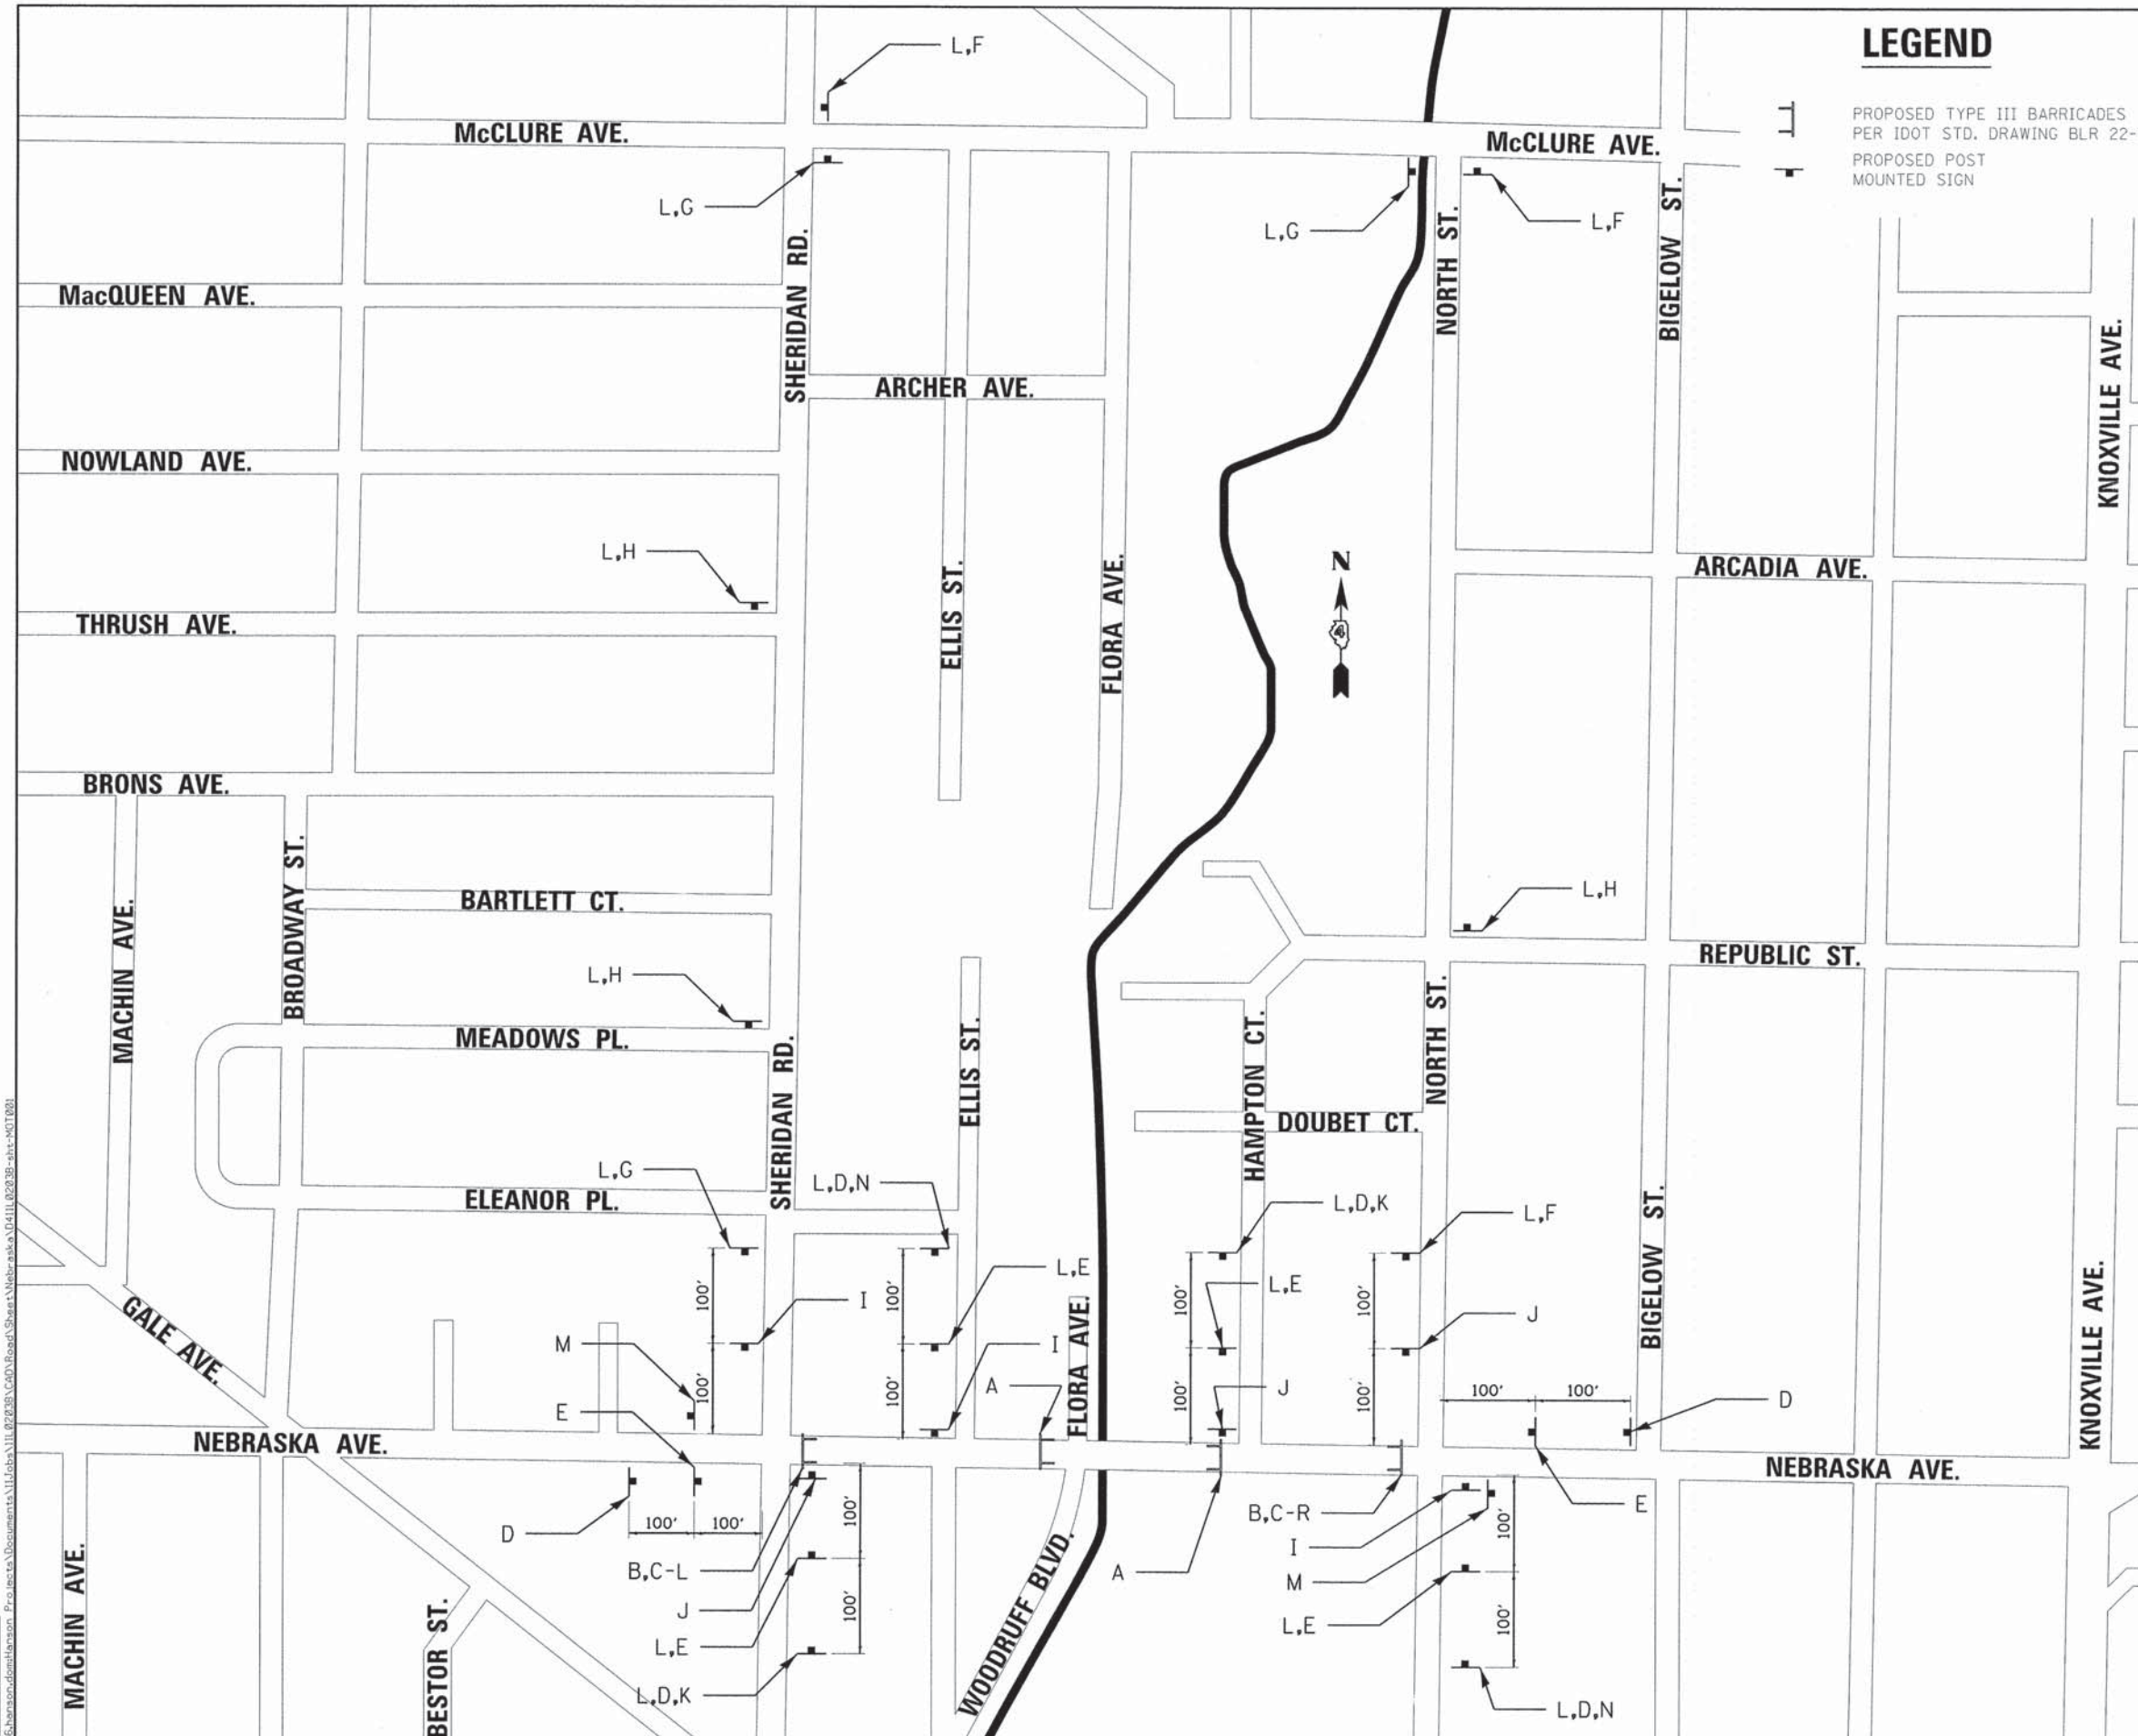 LEGEND
PROPOSED TYPE III BARRICADES
PER IDOT STD. DRAWING BLR 22-
PROPOSED POST
MOUNTED SIGN
L,F
McCLURE AVE.
McCLURE AVE.
L,G
L,G
L,F
SHERIDAN RD.
NORTH ST.
BIGELOW ST.
MacQUEEN AVE.
KNOXVILLE AVE.
ARCHER AVE.
NOWLAND AVE.
L,H
N
4
ELLIS ST.
FLORA AVE.
ARCADIA AVE.
THRUSH AVE.
BRONS AVE.
BROADWAY ST.
MACHIN AVE.
BARTLETT CT.
L,H
REPUBLIC ST.
L,H
MEADOWS PL.
SHERIDAN RD.
ELLIS ST.
HAMPTON CT.
NORTH ST.
DOUBET CT.
L,G
L,D,N
ELEANOR PL.
L,D,K
L,F
BIGELOW ST.
L,E
L,E
100'
100'
100'
100'
I
J
GALE AVE.
FLORA AVE.
KNOXVILLE AVE.
M
I
A
J
100'
100'
100'
100'
100'
100'
D
E
NEBRASKA AVE.
NEBRASKA AVE.
D
100'
100'
100'
B,C-R
E
100'
I
B,C-L
A
M
J
100'
L,E
100'
L,E
WOODRUFF BLVD.
MACHIN AVE.
BESTOR ST.
L,D,K
L,D,N